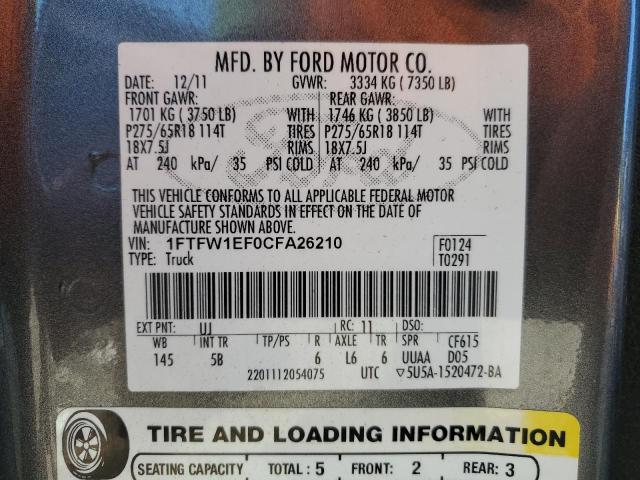 MFD. BY FORD MOTOR CO.
DATE: 12/11 GVWR: 3334 KG ( 7350 LB)
FRONT GAWR: REAR GAWR:
1701 KG ( 3750 LB) WITH 1746 KG ( 3850 LB) WITH
P275/65R18 114T TIRES P275/65R18 114T TIRES
18X7.5J RIMS 18X7.5J RIMS
AT 240 kPa/ 35 PSI COLD AT 240 kPa/ 35 PSI COLD
THIS VEHICLE CONFORMS TO ALL APPLICABLE FEDERAL MOTOR
VEHICLE SAFETY STANDARDS IN EFFECT ON THE DATE OF
MANUFACTURE SHOWN ABOVE.
VIN: 1FTFW1EF0CFA26210 F0124
TYPE: Truck T0291
EXT PNT: UJ RC: 11 DSO:
WB INT TR TP/PS R AXLE TR SPR CF615
145 5B 6 L6 6 UUAA D05
2201112054075 UTC ▽5U5A-1520472-BA
TIRE AND LOADING INFORMATION
SEATING CAPACITY TOTAL : 5 FRONT: 2 REAR: 3